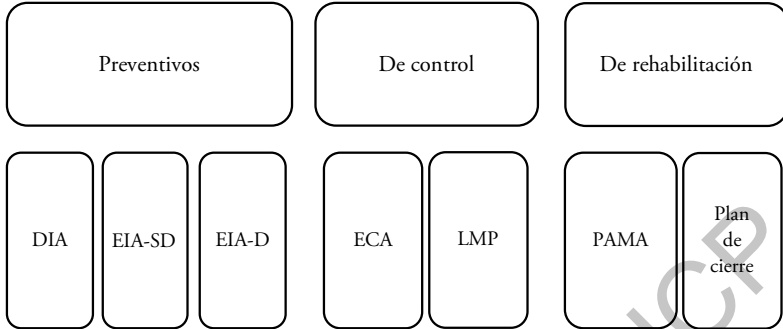 Preventivos
De control
De rehabilitación
DIA
EIA-SD
EIA-D
ECA
LMP
PAMA
Plan
de
cierre